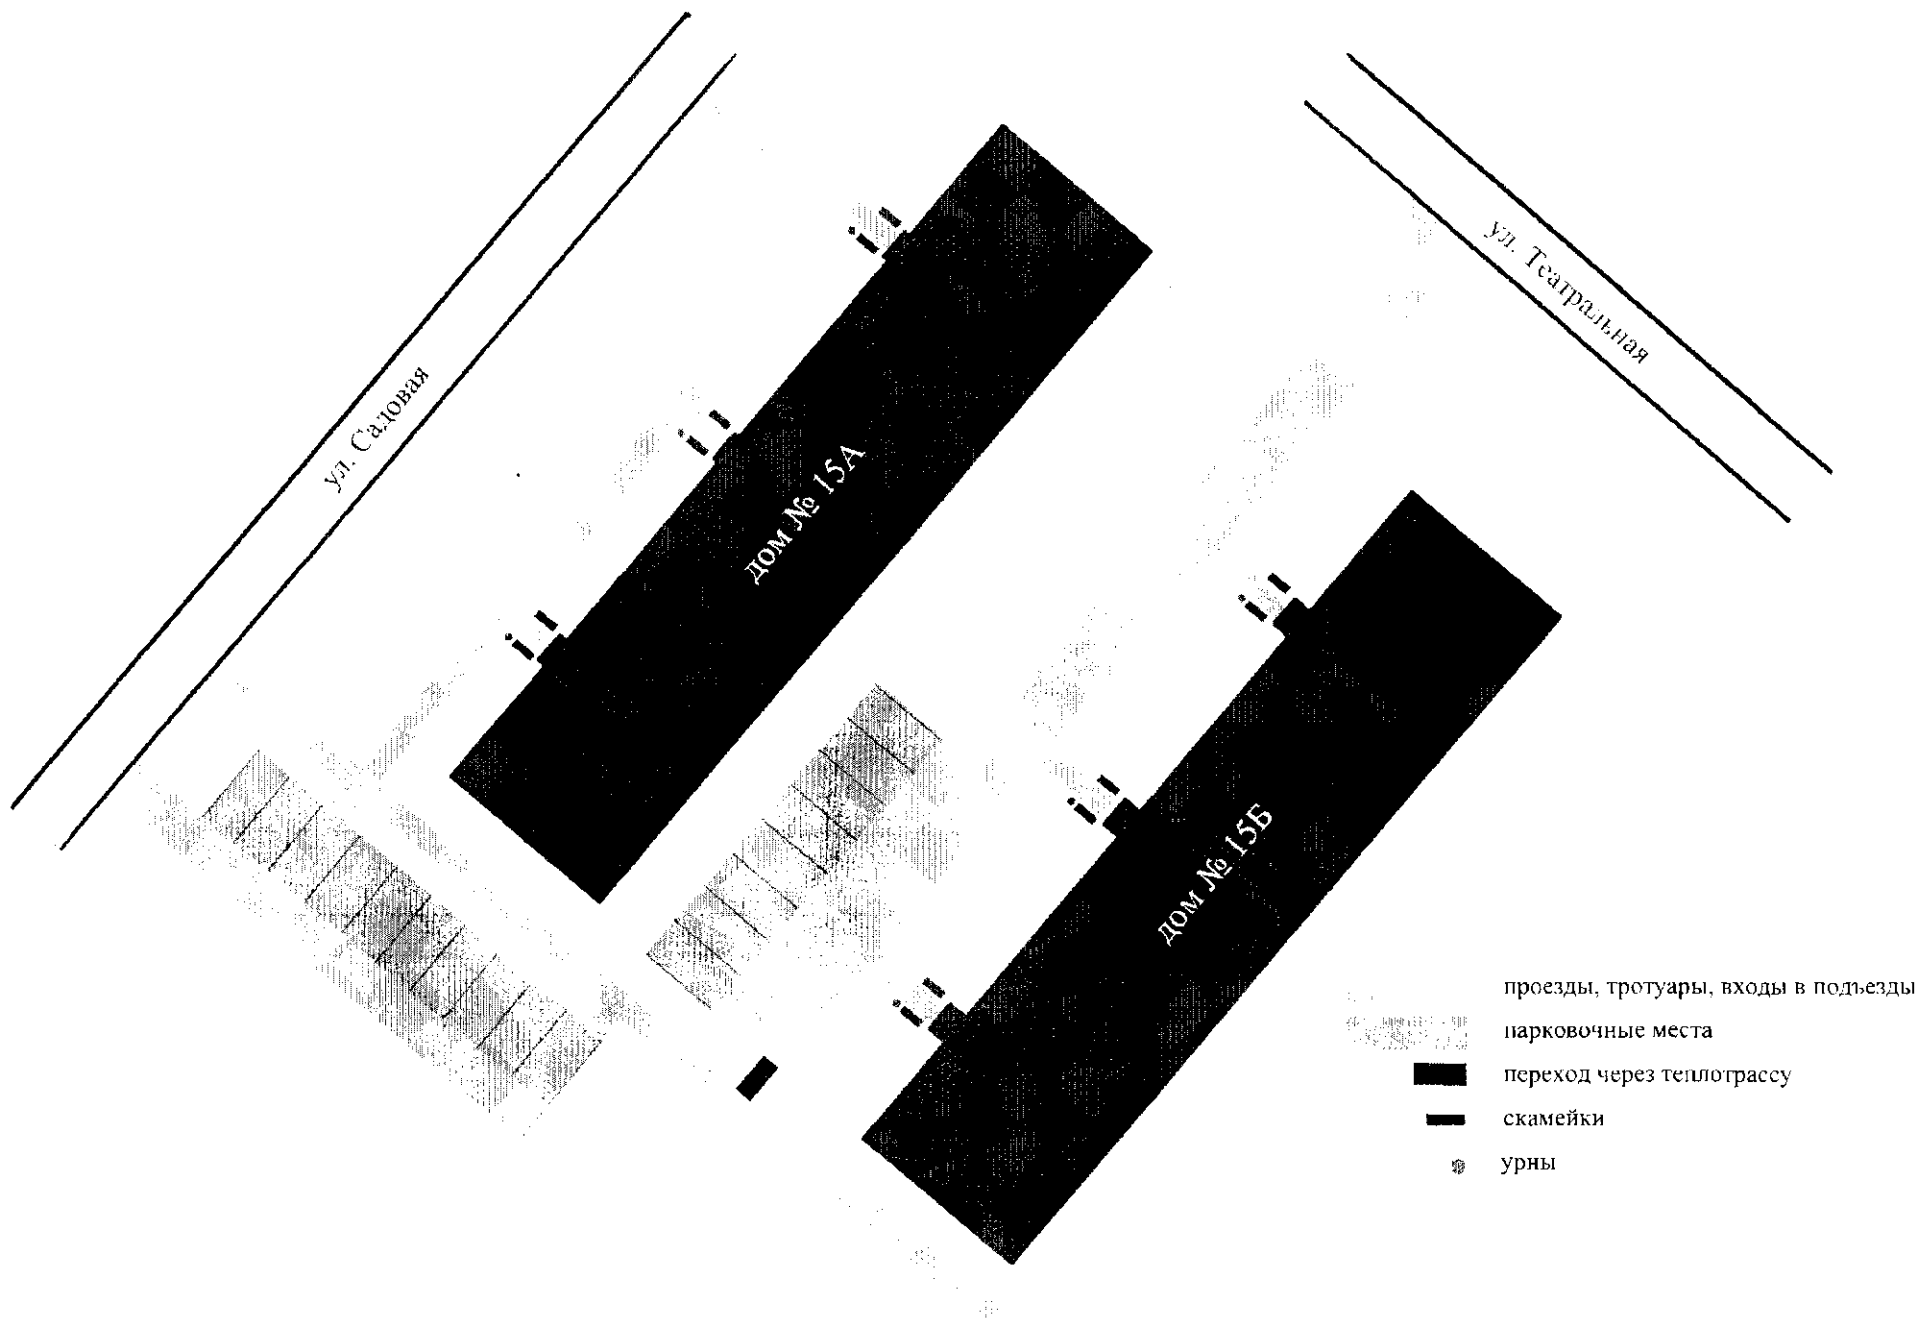 ул. Садовая
ул. Театральная
дом № 15А
дом № 15Б
проезды, тротуары, входы в подъезды
парковочные места
переход через теплотрассу
скамейки
урны